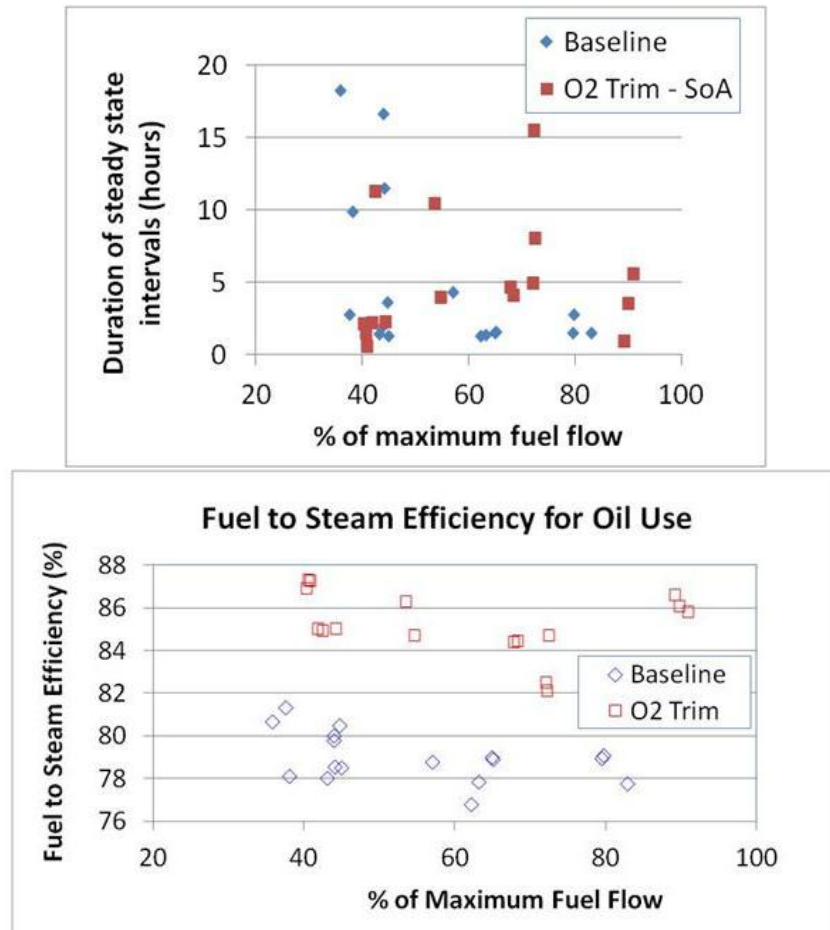 Baseline
O2 Trim - SoA
Duration of steady state
intervals (hours)
20
15
10
5
0
20 40 60 80 100
% of maximum fuel flow
Fuel to Steam Efficiency for Oil Use
Fuel to Steam Efficiency (%)
88
86
84
82
80
78
76
Baseline
O2 Trim
20 40 60 80 100
% of Maximum Fuel Flow